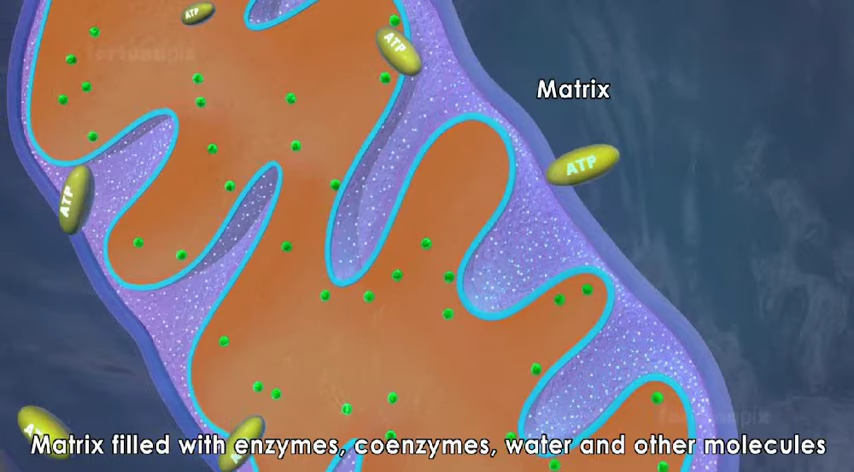 ATP
ATP
Matrix
ATP
ATP
Matrix filled with enzymes, coenzymes, water and other molecules